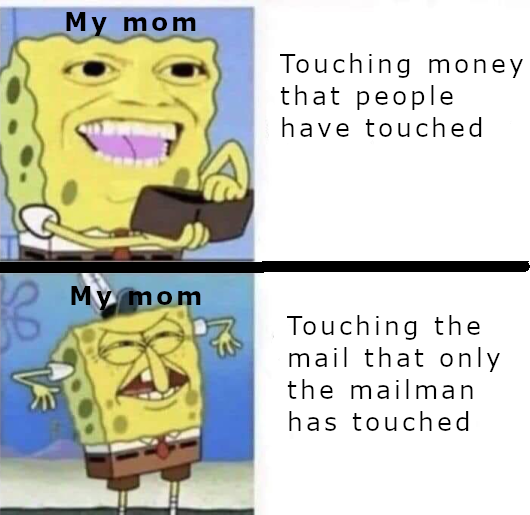 My mom
Touching money
that people
have touched
My mom
Touching the
mail that only
the mailman
has touched